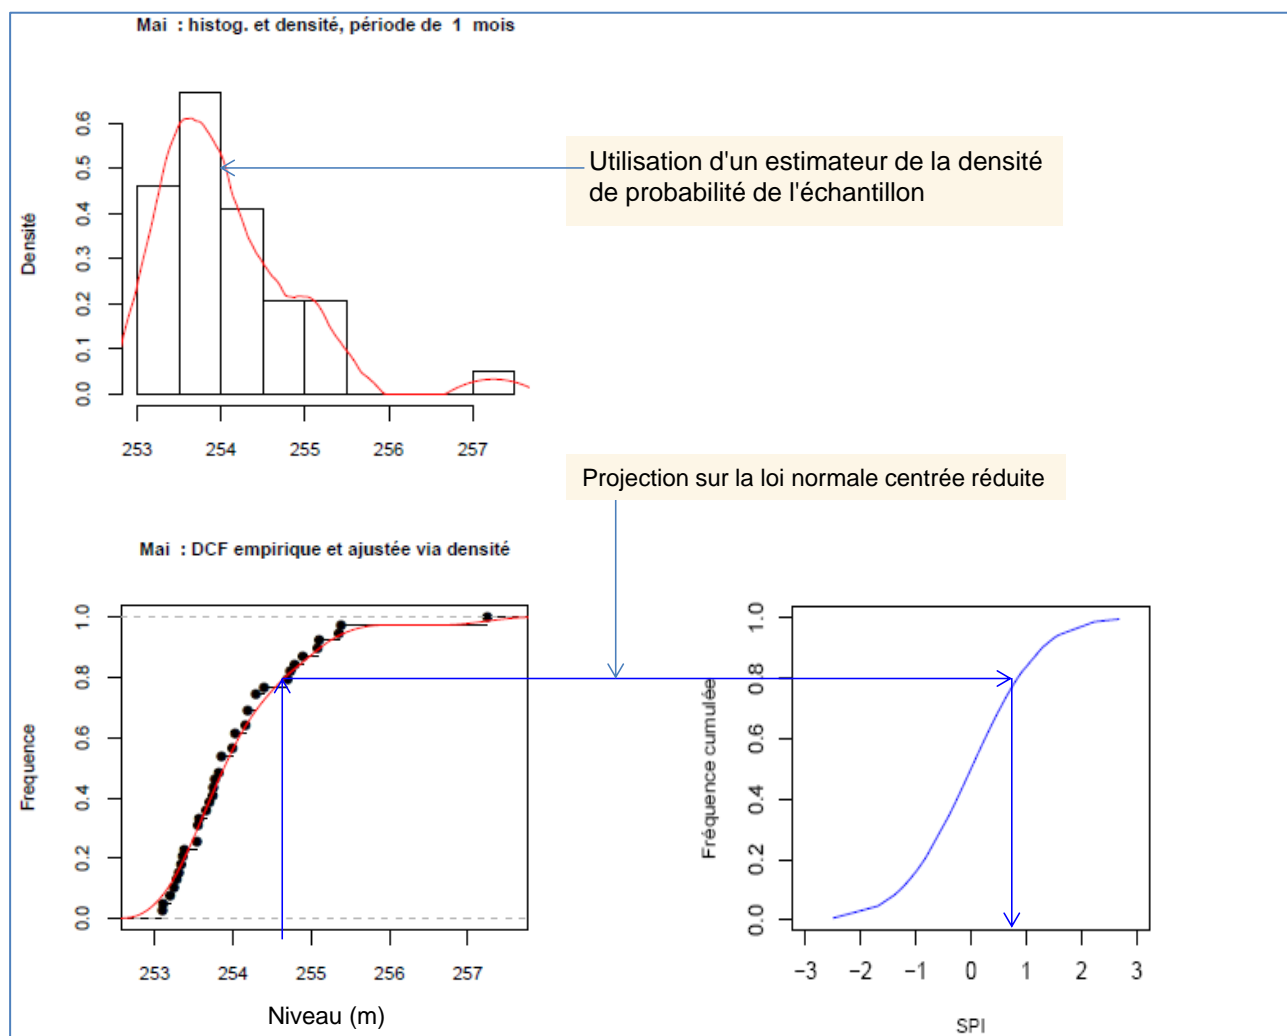 Mai : histog. et densité, période de 1 mois
Densité
0.6
0.5
0.4
0.3
0.2
0.1
0.0
253 254 255 256 257
Utilisation d'un estimateur de la densité
de probabilité de l'échantillon
Projection sur la loi normale centrée réduite
Mai : DCF empirique et ajustée via densité
Frequence
1.0
0.8
0.6
0.4
0.2
0.0
253 254 255 256 257
Niveau (m)
Fréquence cumulée
1.0
0.8
0.6
0.4
0.2
0.0
−3 −2 −1 0 1 2 3
SPI